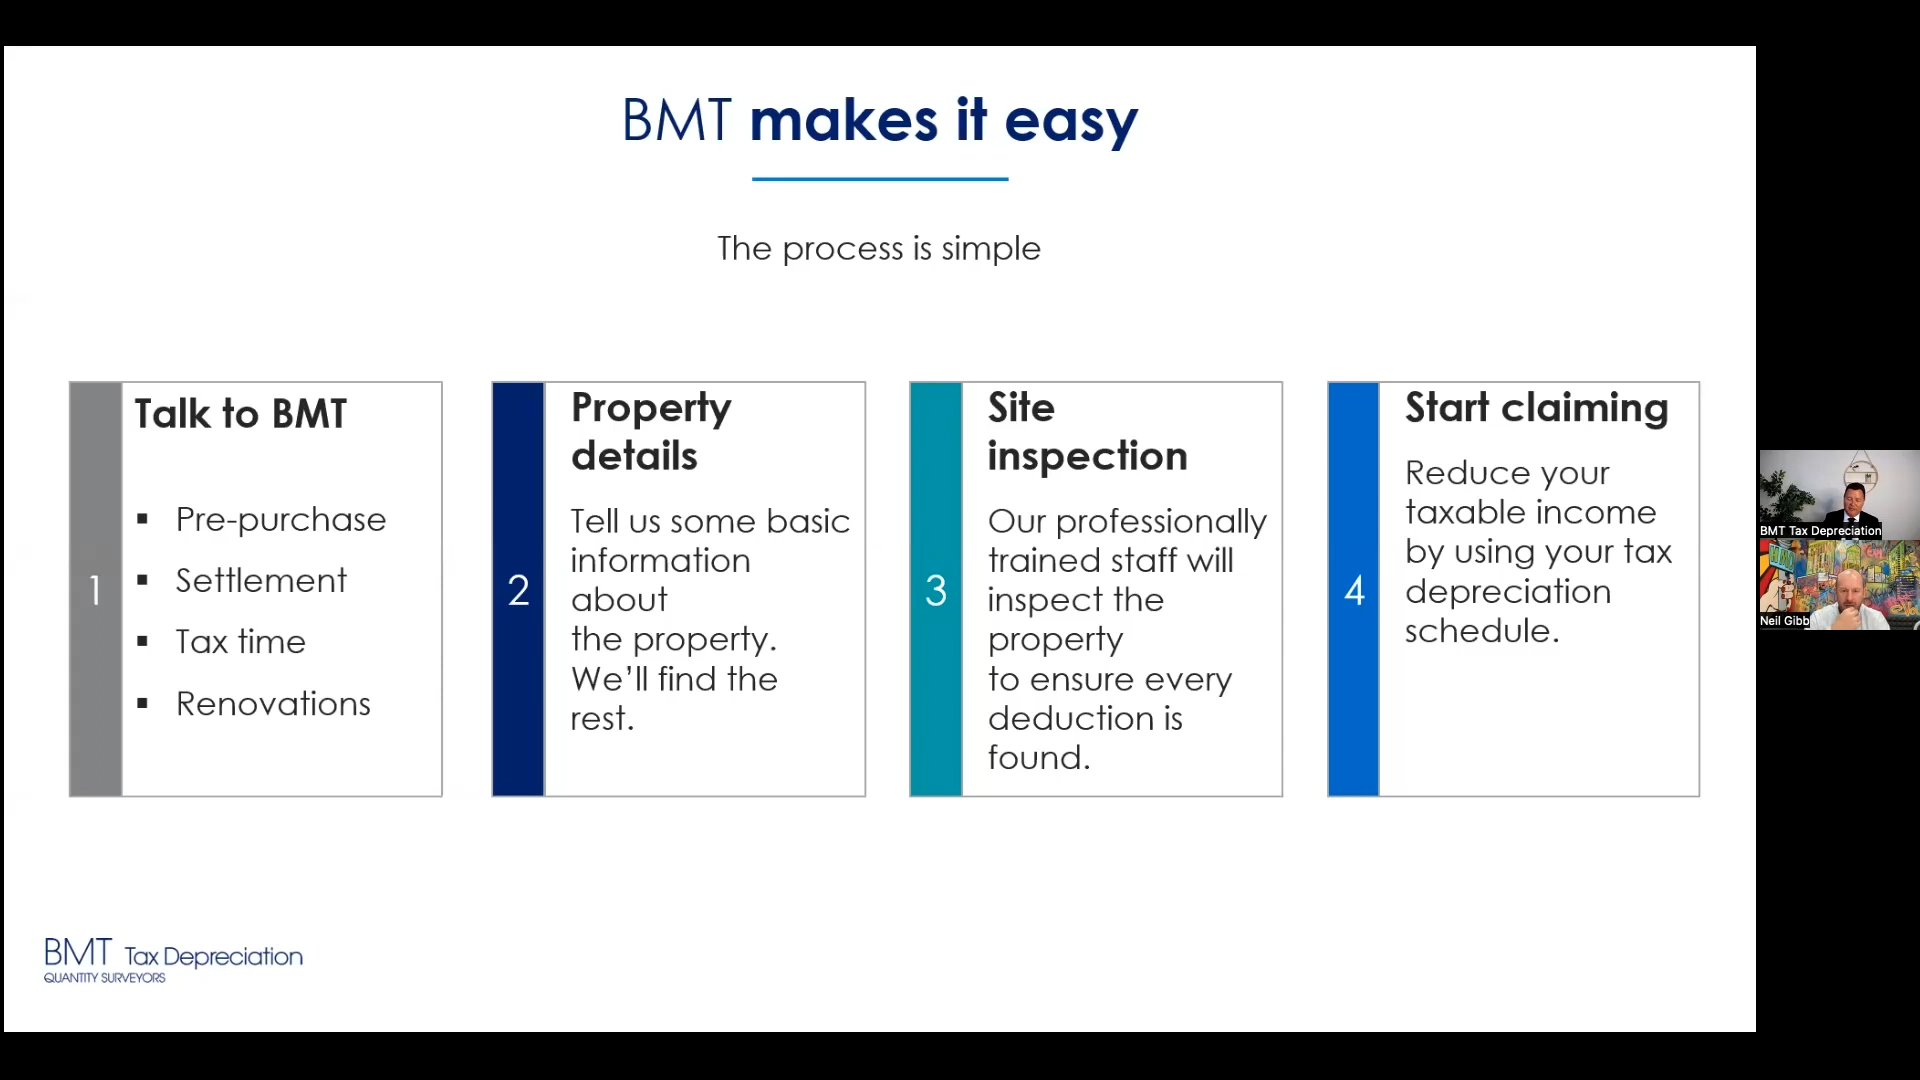 BMT makes it easy
The process is simple
1
Talk to BMT
▪ Pre-purchase
▪ Settlement
▪ Tax time
▪ Renovations
2
Property
details
Tell us some basic
information
about
the property.
We’ll find the
rest.
3
Site
inspection
Our professionally
trained staff will
inspect the
property
to ensure every
deduction is
found.
4
Start claiming
Reduce your
taxable income
by using your tax
depreciation
schedule.
BMT Tax Depreciation
QUANTITY SURVEYORS
BMT Tax Depreciation
Neil Gibb